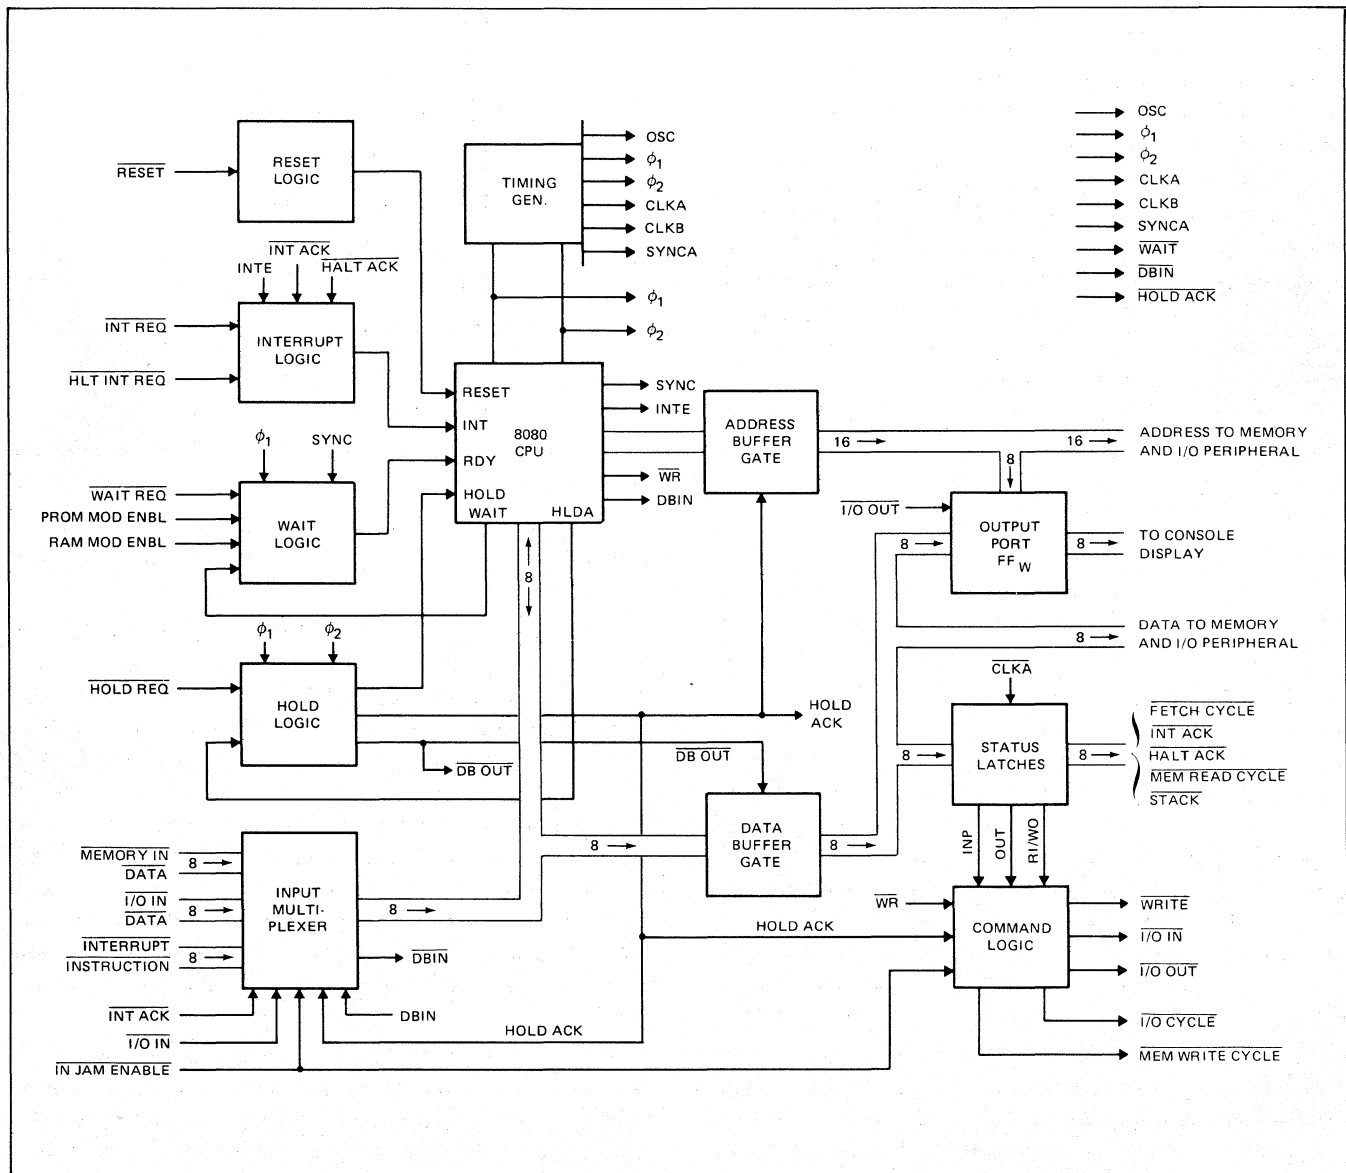 RESET
RESET
LOGIC
TIMING
GEN.
OSC
ϕ1
ϕ2
CLKA
CLKB
SYNCA
OSC
ϕ1
ϕ2
CLKA
CLKB
SYNCA
WAIT
DBIN
HOLD ACK
INT ACK
INTE
HALT ACK
INT REQ
HLT INT REQ
INTERRUPT
LOGIC
ϕ1
ϕ2
RESET
INT
RDY
HOLD
WAIT
HLDA
8080
CPU
SYNC
INTE
WR
DBIN
ADDRESS
BUFFER
GATE
16
8
16
ADDRESS TO MEMORY
AND I/O PERIPHERAL
ϕ1
SYNC
WAIT REQ
PROM MOD ENBL
RAM MOD ENBL
WAIT
LOGIC
8
I/O OUT
8
OUTPUT
PORT
FFW
8
TO CONSOLE
DISPLAY
8
DATA TO MEMORY
AND I/O PERIPHERAL
ϕ1
ϕ2
HOLD REQ
HOLD
LOGIC
HOLD
ACK
DB OUT
DB OUT
CLKA
8
STATUS
LATCHES
8
FETCH CYCLE
INT ACK
HALT ACK
MEM READ CYCLE
STACK
8
DATA
BUFFER
GATE
8
INP
OUT
RI/WO
MEMORY IN
8
DATA
I/O IN
8
DATA
INTERRUPT
8
INSTRUCTION
INPUT
MULTI-
PLEXER
8
DBIN
WR
HOLD ACK
COMMAND
LOGIC
WRITE
I/O IN
I/O OUT
I/O CYCLE
MEM WRITE CYCLE
INT ACK
I/O IN
IN JAM ENABLE
DBIN
HOLD ACK